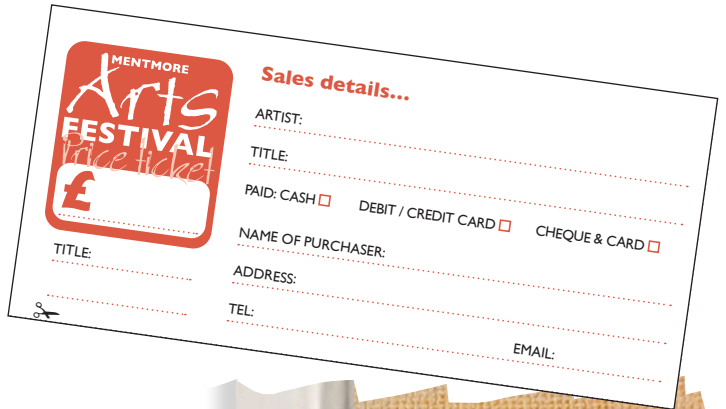 MENTMORE
Arts
FESTIVAL
Price ticket
£
TITLE:
Sales details...
ARTIST:
TITLE:
PAID: CASH DEBIT / CREDIT CARD CHEQUE & CARD
NAME OF PURCHASER:
ADDRESS:
TEL: EMAIL: